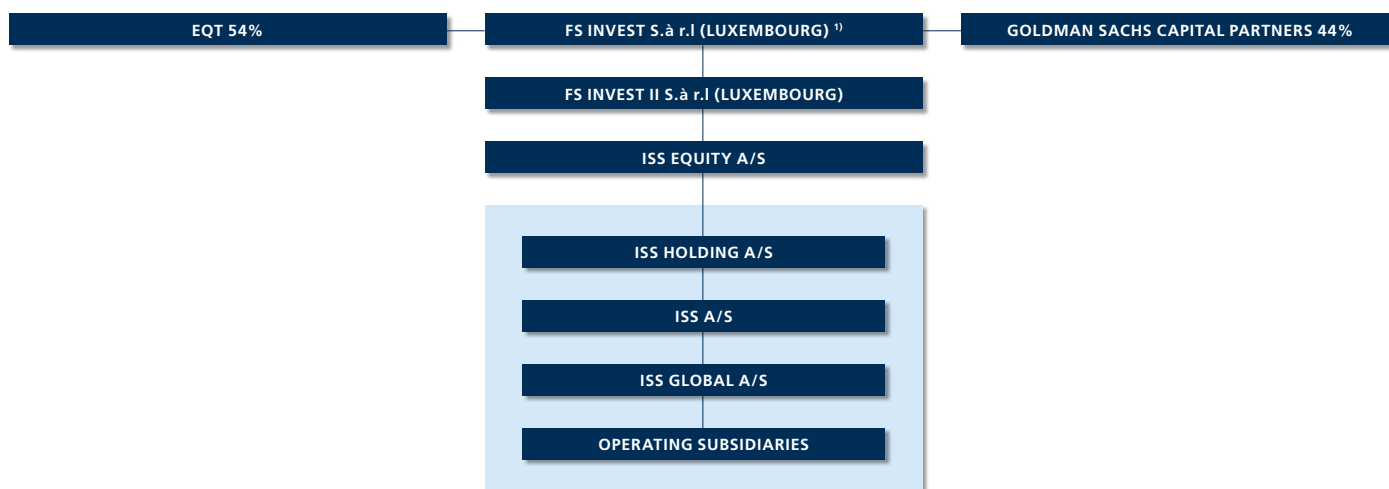 EQT 54%
FS INVEST S.à r.l (LUXEMBOURG) ¹⁾
GOLDMAN SACHS CAPITAL PARTNERS 44%
FS INVEST II S.à r.l (LUXEMBOURG)
ISS EQUITY A/S
ISS HOLDING A/S
ISS A/S
ISS GLOBAL A/S
OPERATING SUBSIDIARIES